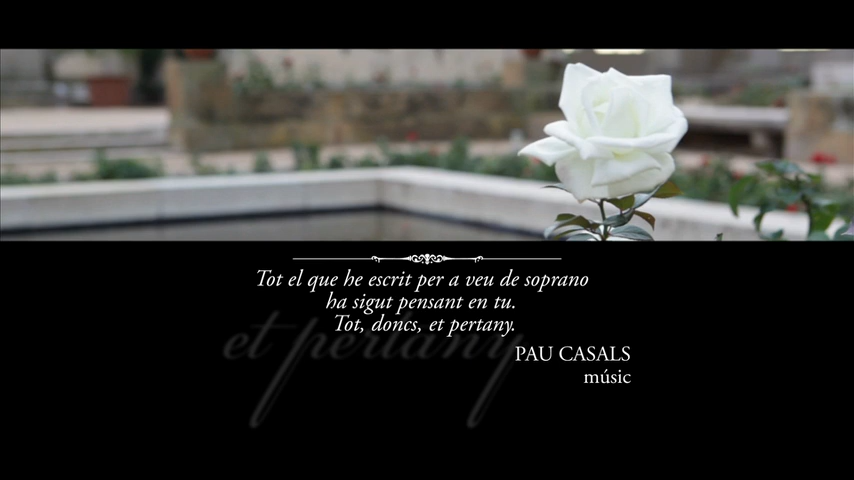 Tot el que he escrit per a veu de soprano
ha sigut pensant en tu.
Tot, doncs, et pertany.
et pertany
PAU CASALS
músic